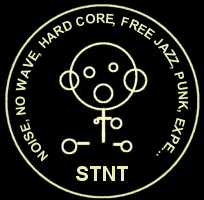 NOISE, NO WAVE, HARD CORE, FREE JAZZ, PUNK, EXPE...
STNT